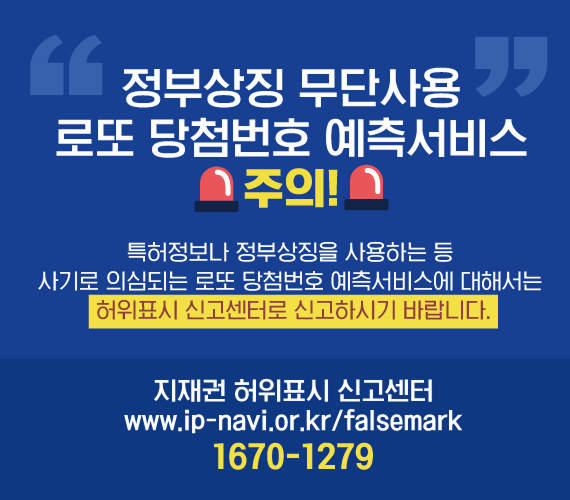 정부상징 무단사용
로또 당첨번호 예측서비스
주의!
특허정보나 정부상징을 사용하는 등
사기로 의심되는 로또 당첨번호 예측서비스에 대해서는
허위표시 신고센터로 신고하시기 바랍니다.
지재권 허위표시 신고센터
www.ip-navi.or.kr/falsemark
1670-1279